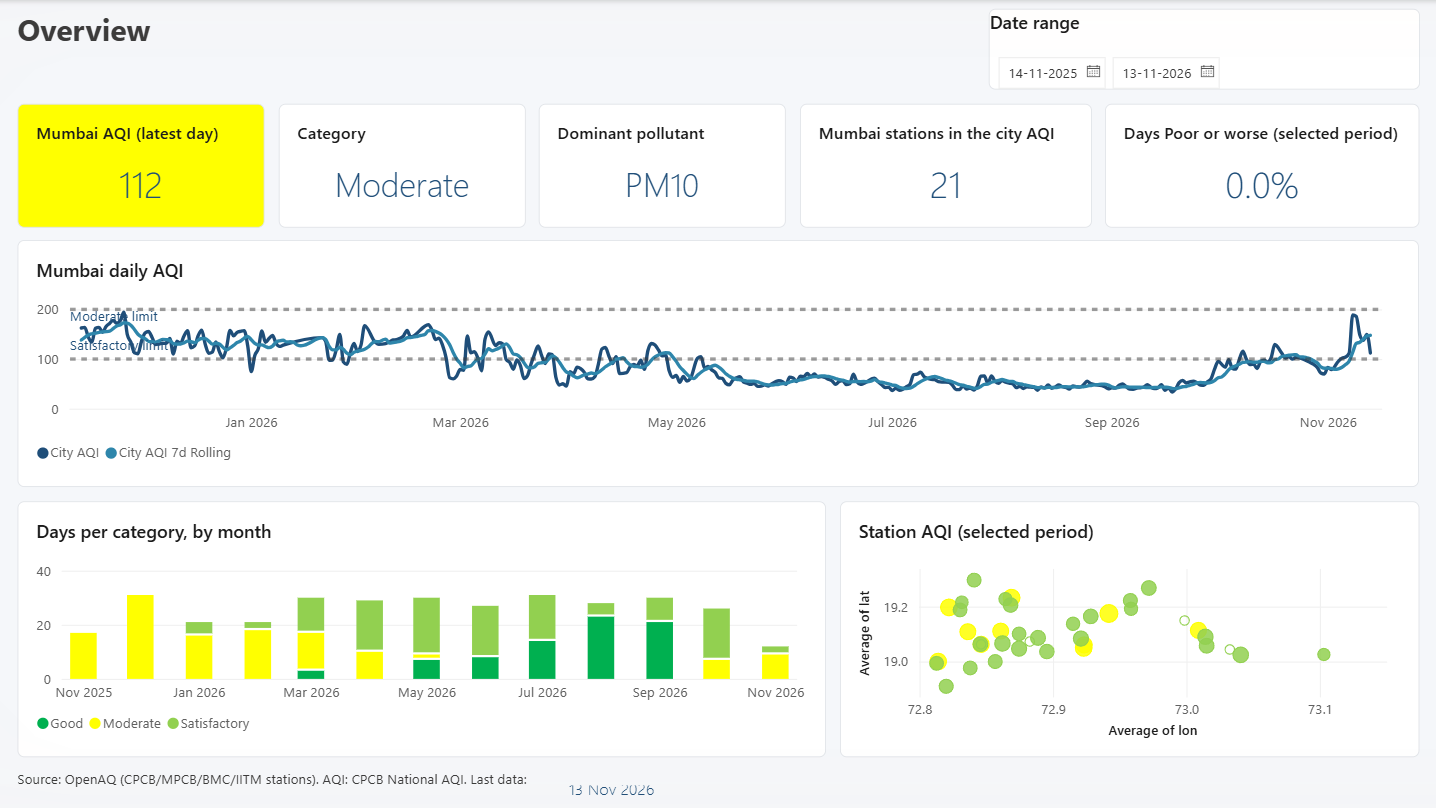 Overview
Date range
14-11-2025 13-11-2026
Mumbai AQI (latest day)
112
Category
Moderate
Dominant pollutant
PM10
Mumbai stations in the city AQI
21
Days Poor or worse (selected period)
0.0%
Mumbai daily AQI
200
Moderate limit
Satisfactory limit
100
0
Jan 2026 Mar 2026 May 2026 Jul 2026 Sep 2026 Nov 2026
City AQI City AQI 7d Rolling
Days per category, by month
40
20
0
Nov 2025 Jan 2026 Mar 2026 May 2026 Jul 2026 Sep 2026 Nov 2026
Good Moderate Satisfactory
Station AQI (selected period)
Average of lat
19.2
19.0
72.8 72.9 73.0 73.1
Average of lon
Source: OpenAQ (CPCB/MPCB/BMC/IITM stations). AQI: CPCB National AQI. Last data:
13 Nov 2026